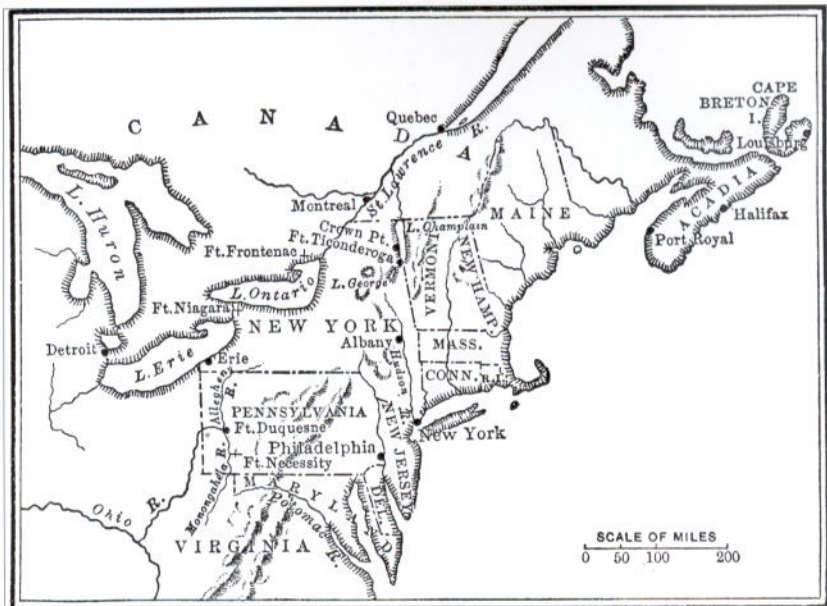 CAPE
BRETON
I.
Louisburg
CANADA
Quebec
St. Lawrence R.
L. Huron
Montreal
MAINE
ACADIA
Halifax
Port Royal
Crown Pt.
L. Champlain
Ft. Ticonderoga
Ft. Frontenac
VERMONT
NEW HAMP.
L. George
L. Ontario
Ft. Niagara
NEW YORK
Albany
MASS.
Detroit
L. Erie
Erie
Hudson R.
CONN.
R.I.
Allegheny R.
PENNSYLVANIA
Ft. Duquesne
New York
Philadelphia
NEW JERSEY
Ft. Necessity
Monongahela R.
MARYLAND
DEL.
Ohio R.
Potomac R.
VIRGINIA
SCALE OF MILES
0 50 100 200